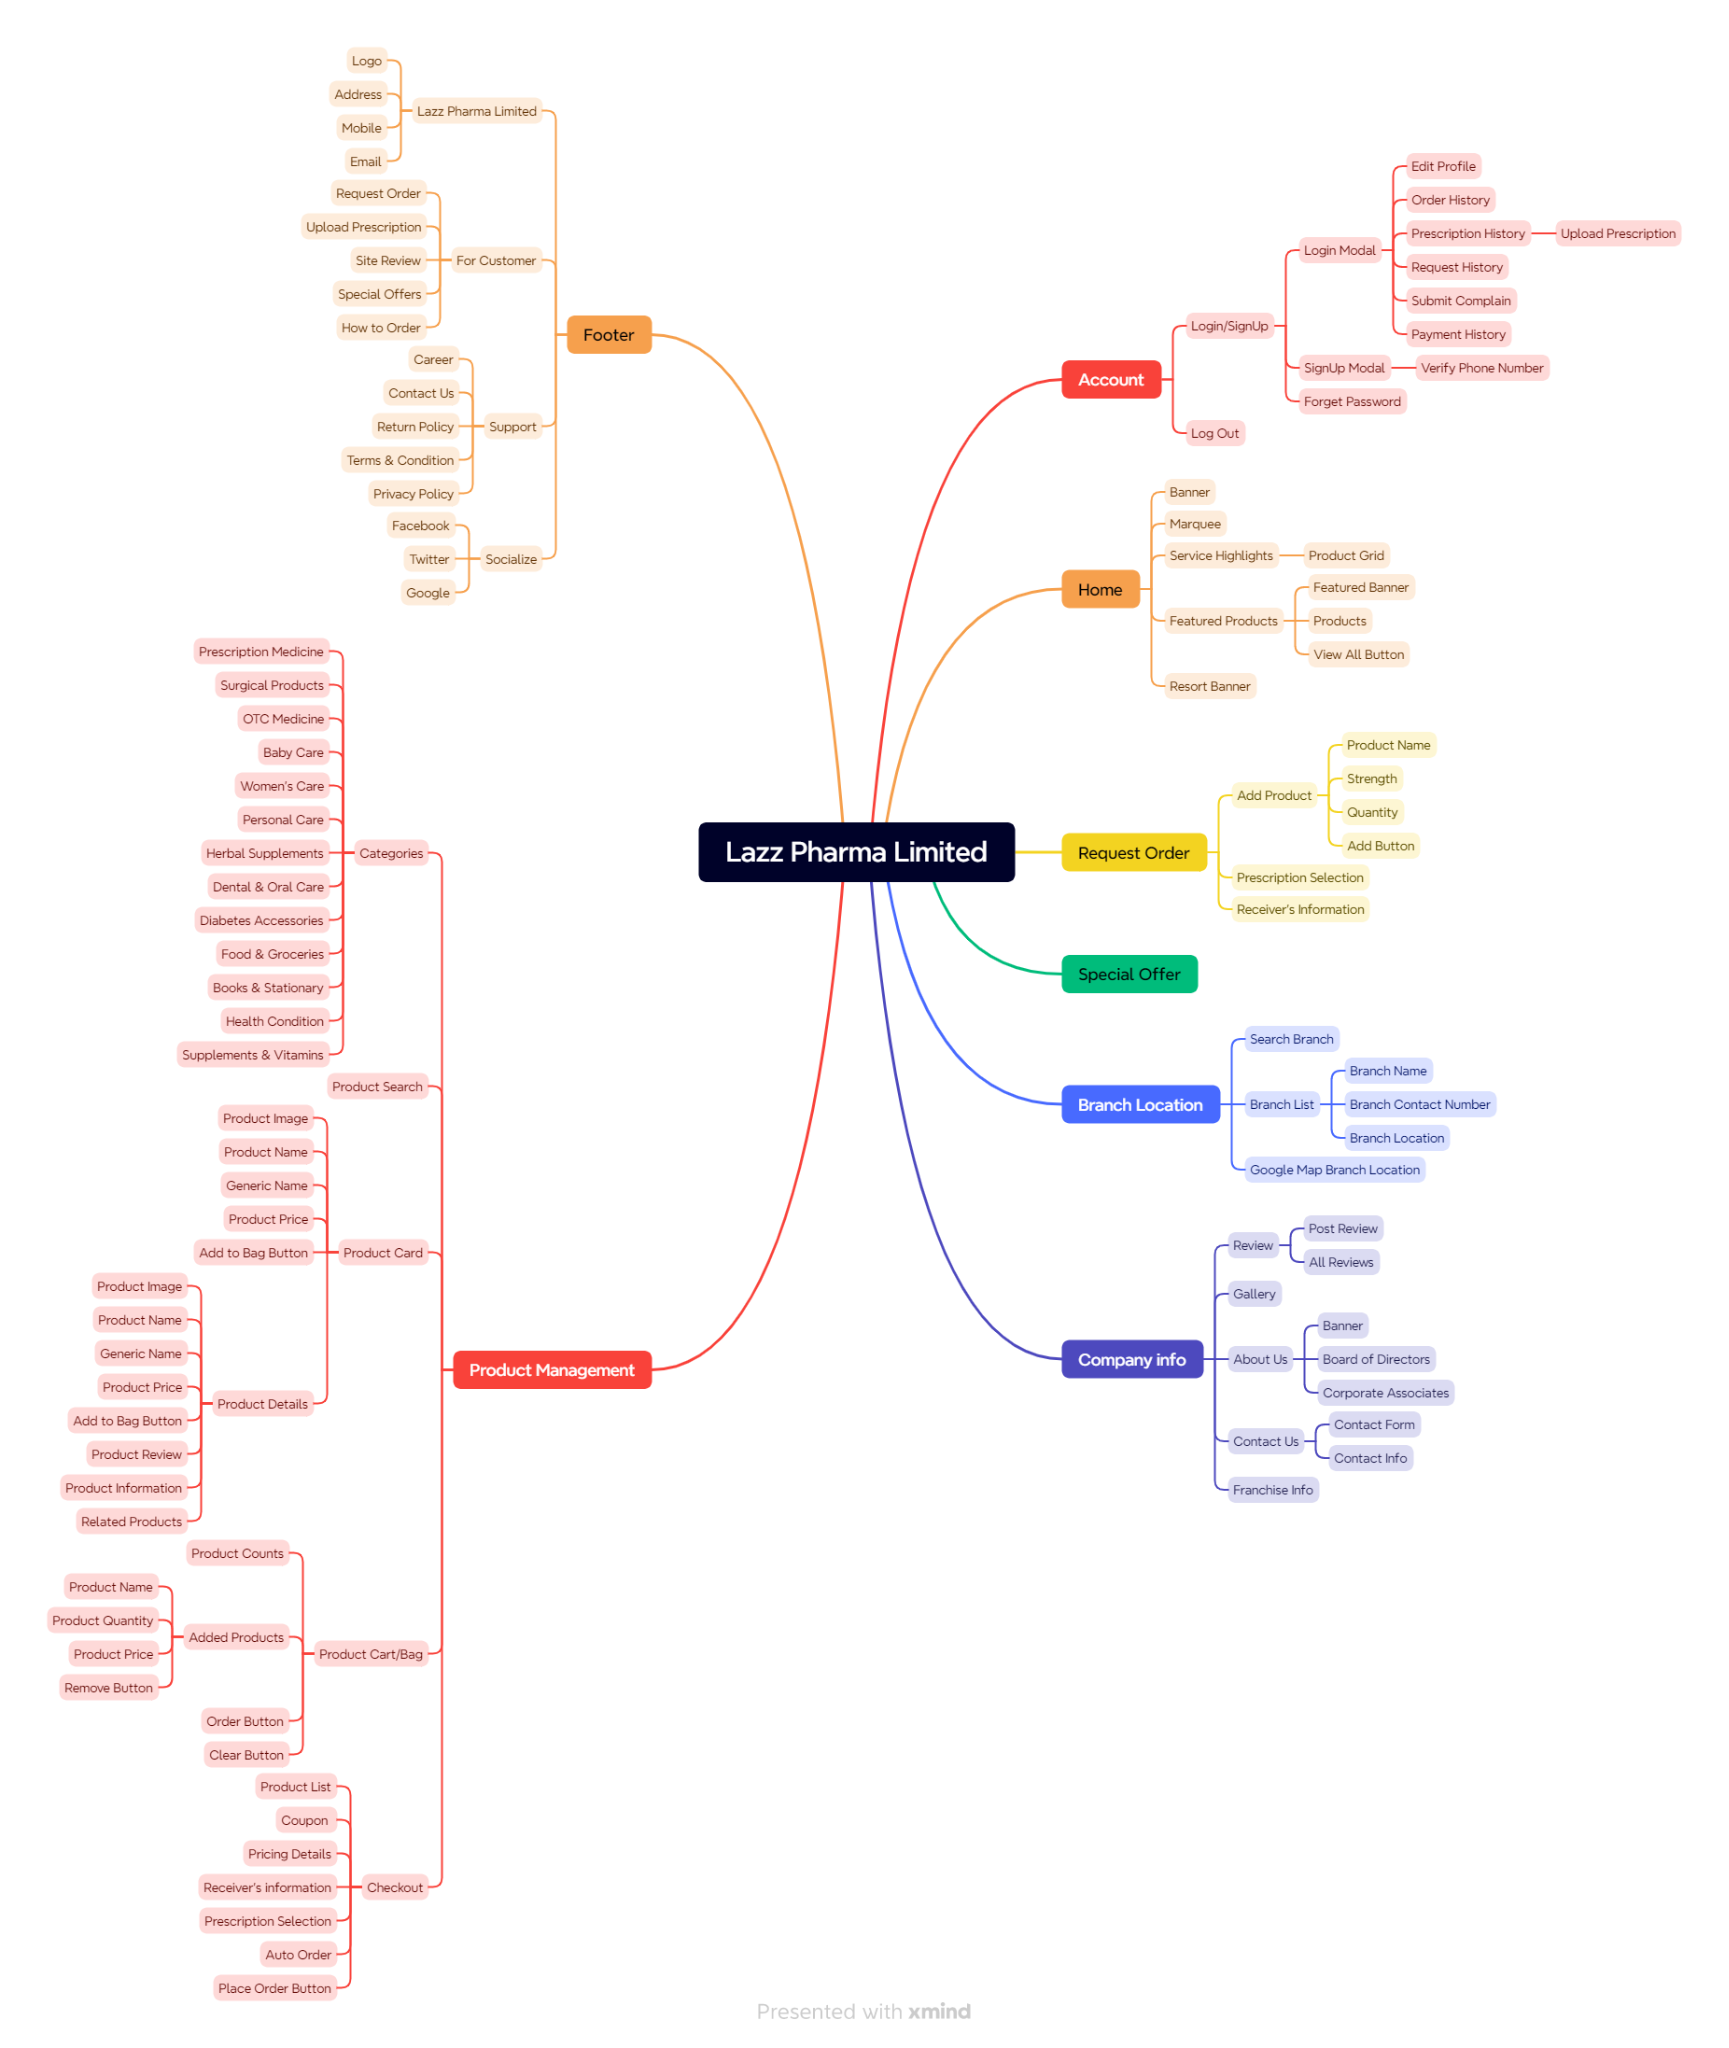 Lazz Pharma Limited
Account
Login/SignUp
Login Modal
Edit Profile
Order History
Prescription History
Upload Prescription
Request History
Submit Complain
Payment History
SignUp Modal
Verify Phone Number
Forget Password
Log Out
Home
Banner
Marquee
Service Highlights
Product Grid
Featured Products
Featured Banner
Products
View All Button
Resort Banner
Request Order
Add Product
Product Name
Strength
Quantity
Add Button
Prescription Selection
Receiver's Information
Special Offer
Branch Location
Search Branch
Branch List
Branch Name
Branch Contact Number
Branch Location
Google Map Branch Location
Company info
Review
Post Review
All Reviews
Gallery
About Us
Banner
Board of Directors
Corporate Associates
Contact Us
Contact Form
Contact Info
Franchise Info
Footer
Lazz Pharma Limited
Logo
Address
Mobile
Email
For Customer
Request Order
Upload Prescription
Site Review
Special Offers
How to Order
Support
Career
Contact Us
Return Policy
Terms & Condition
Privacy Policy
Socialize
Facebook
Twitter
Google
Product Management
Categories
Prescription Medicine
Surgical Products
OTC Medicine
Baby Care
Women's Care
Personal Care
Herbal Supplements
Dental & Oral Care
Diabetes Accessories
Food & Groceries
Books & Stationary
Health Condition
Supplements & Vitamins
Product Search
Product Card
Product Image
Product Name
Generic Name
Product Price
Add to Bag Button
Product Details
Product Image
Product Name
Generic Name
Product Price
Add to Bag Button
Product Review
Product Information
Related Products
Product Cart/Bag
Product Counts
Added Products
Product Name
Product Quantity
Product Price
Remove Button
Order Button
Clear Button
Checkout
Product List
Coupon
Pricing Details
Receiver's information
Prescription Selection
Auto Order
Place Order Button
Presented with xmind